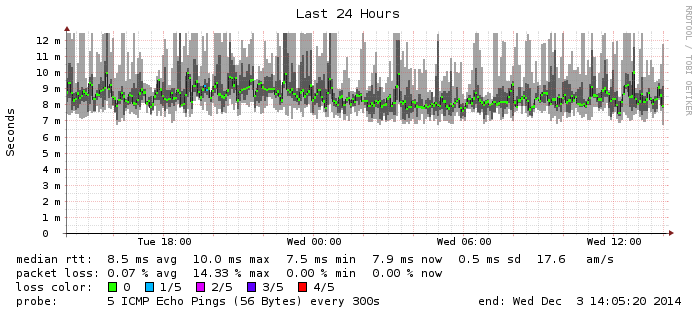 Last 24 Hours
RRDTOOL / TOBI OETIKER
Seconds
12 m
11 m
10 m
9 m
8 m
7 m
6 m
5 m
4 m
3 m
2 m
1 m
0
Tue 18:00 Wed 00:00 Wed 06:00 Wed 12:00
median rtt: 8.5 ms avg 10.0 ms max 7.5 ms min 7.9 ms now 0.5 ms sd 17.6 am/s
packet loss: 0.07 % avg 14.33 % max 0.00 % min 0.00 % now
loss color: 0 1/5 2/5 3/5 4/5
probe: 5 ICMP Echo Pings (56 Bytes) every 300s end: Wed Dec 3 14:05:20 2014